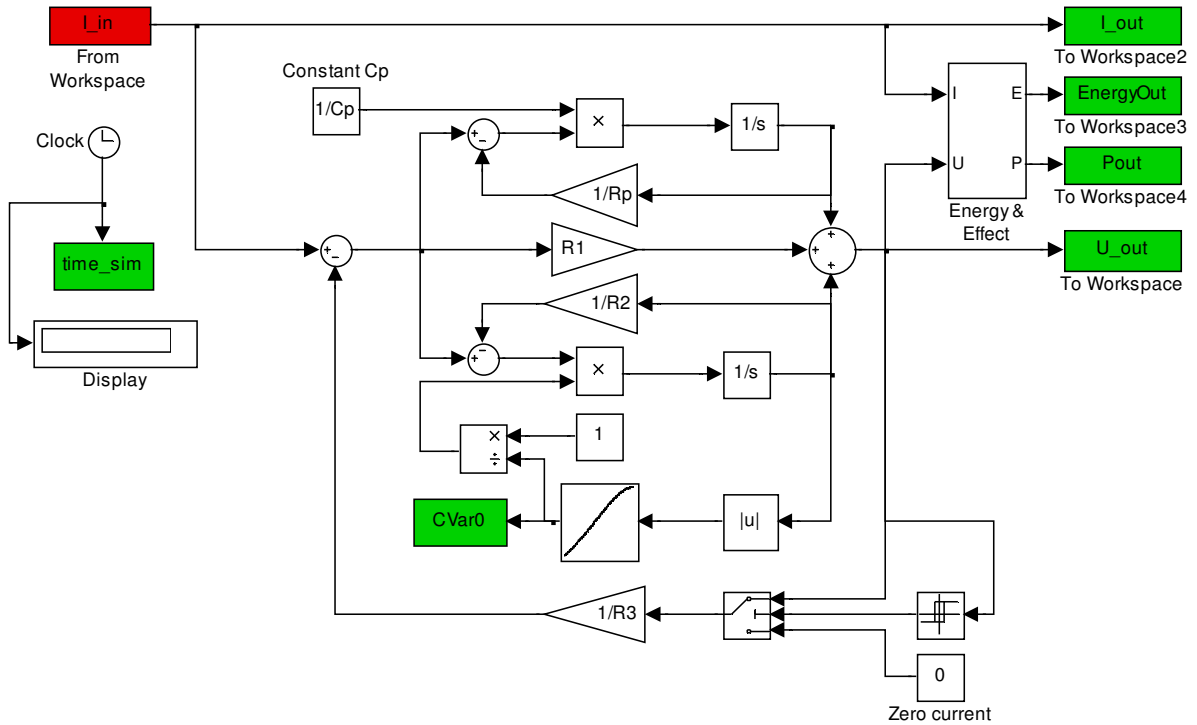 I_in
From
Workspace
I_out
To Workspace2
Constant Cp
1/Cp
×
1/s
I
E
U
P
Energy &
Effect
EnergyOut
To Workspace3
Pout
To Workspace4
Clock
+
−
1/Rp
time_sim
+
−
R1
+
+
+
U_out
To Workspace
1/R2
Display
+
−
×
1/s
×
÷
1
CVar0
|u|
1/R3
0
Zero current